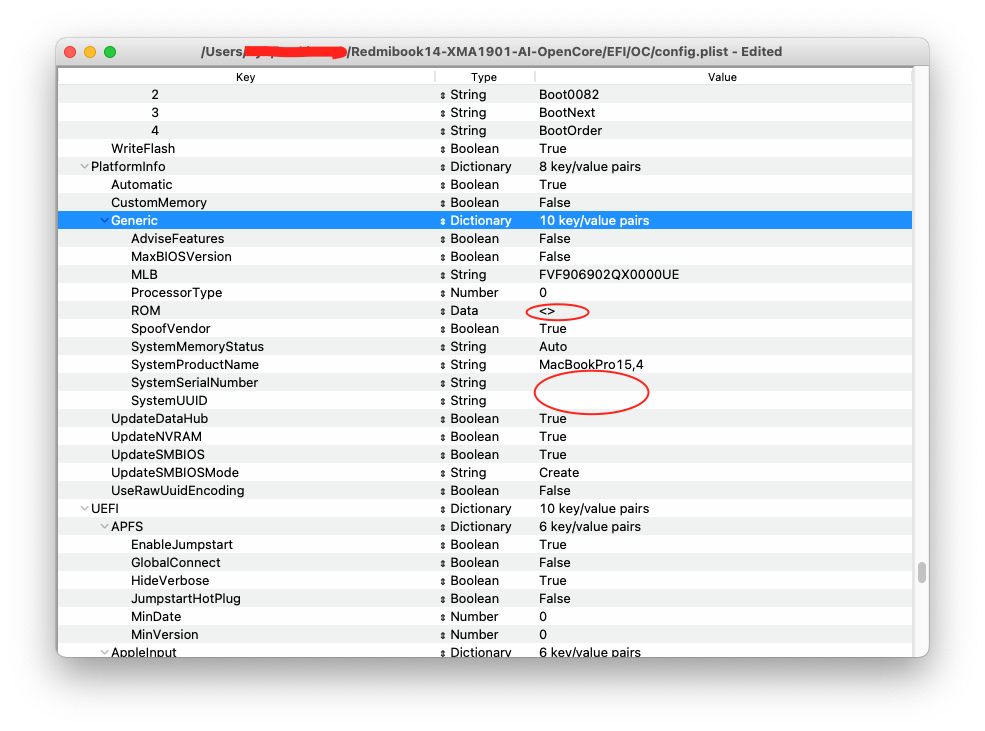 /Users/ /Redmibook14-XMA1901-AI-OpenCore/EFI/OC/config.plist - Edited
Key Type Value
2 String Boot0082
3 String BootNext
4 String BootOrder
WriteFlash Boolean True
PlatformInfo Dictionary 8 key/value pairs
Automatic Boolean True
CustomMemory Boolean False
Generic Dictionary 10 key/value pairs
AdviseFeatures Boolean False
MaxBIOSVersion Boolean False
MLB String FVF906902QX0000UE
ProcessorType Number 0
ROM Data <>
SpoofVendor Boolean True
SystemMemoryStatus String Auto
SystemProductName String MacBookPro15,4
SystemSerialNumber String
SystemUUID String
UpdateDataHub Boolean True
UpdateNVRAM Boolean True
UpdateSMBIOS Boolean True
UpdateSMBIOSMode String Create
UseRawUuidEncoding Boolean False
UEFI Dictionary 10 key/value pairs
APFS Dictionary 6 key/value pairs
EnableJumpstart Boolean True
GlobalConnect Boolean False
HideVerbose Boolean True
JumpstartHotPlug Boolean False
MinDate Number 0
MinVersion Number 0
AppleInput Dictionary 6 key/value pairs